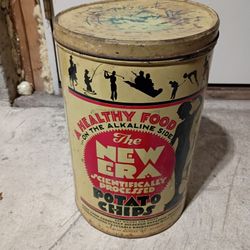 A HEALTHY FOOD
ON THE ALKALINE SIDE
The
NEW
ERA
SCIENTIFICALLY
PROCESSED
POTATO
CHIPS